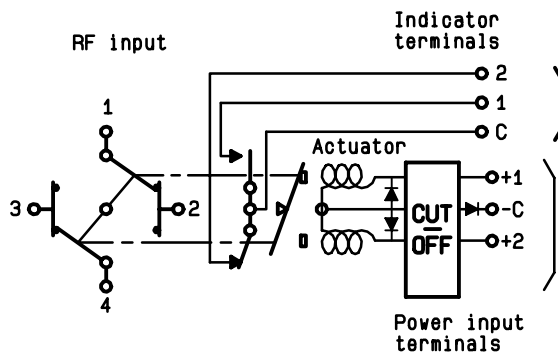 Indicator
terminals
RF input
2
1
C
1
Actuator
3
2
+1
-C
+2
CUT
OFF
4
Power input
terminals